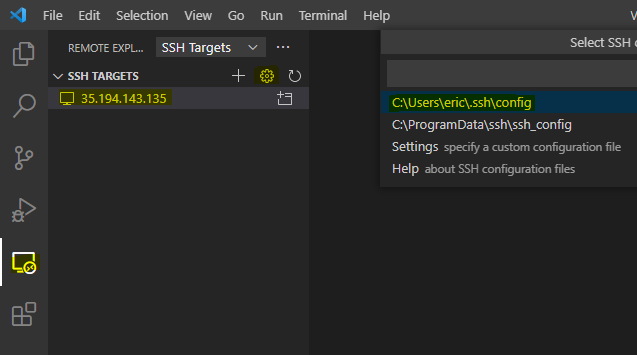 File Edit View Go Run Terminal Help
REMOTE EXPL... SSH Targets
Select SSH
SSH TARGETS
35.194.143.135
C:\Users\eric\.ssh\config
C:\ProgramData\ssh\ssh_config
Settings specify a custom configuration file
Help about SSH configuration files